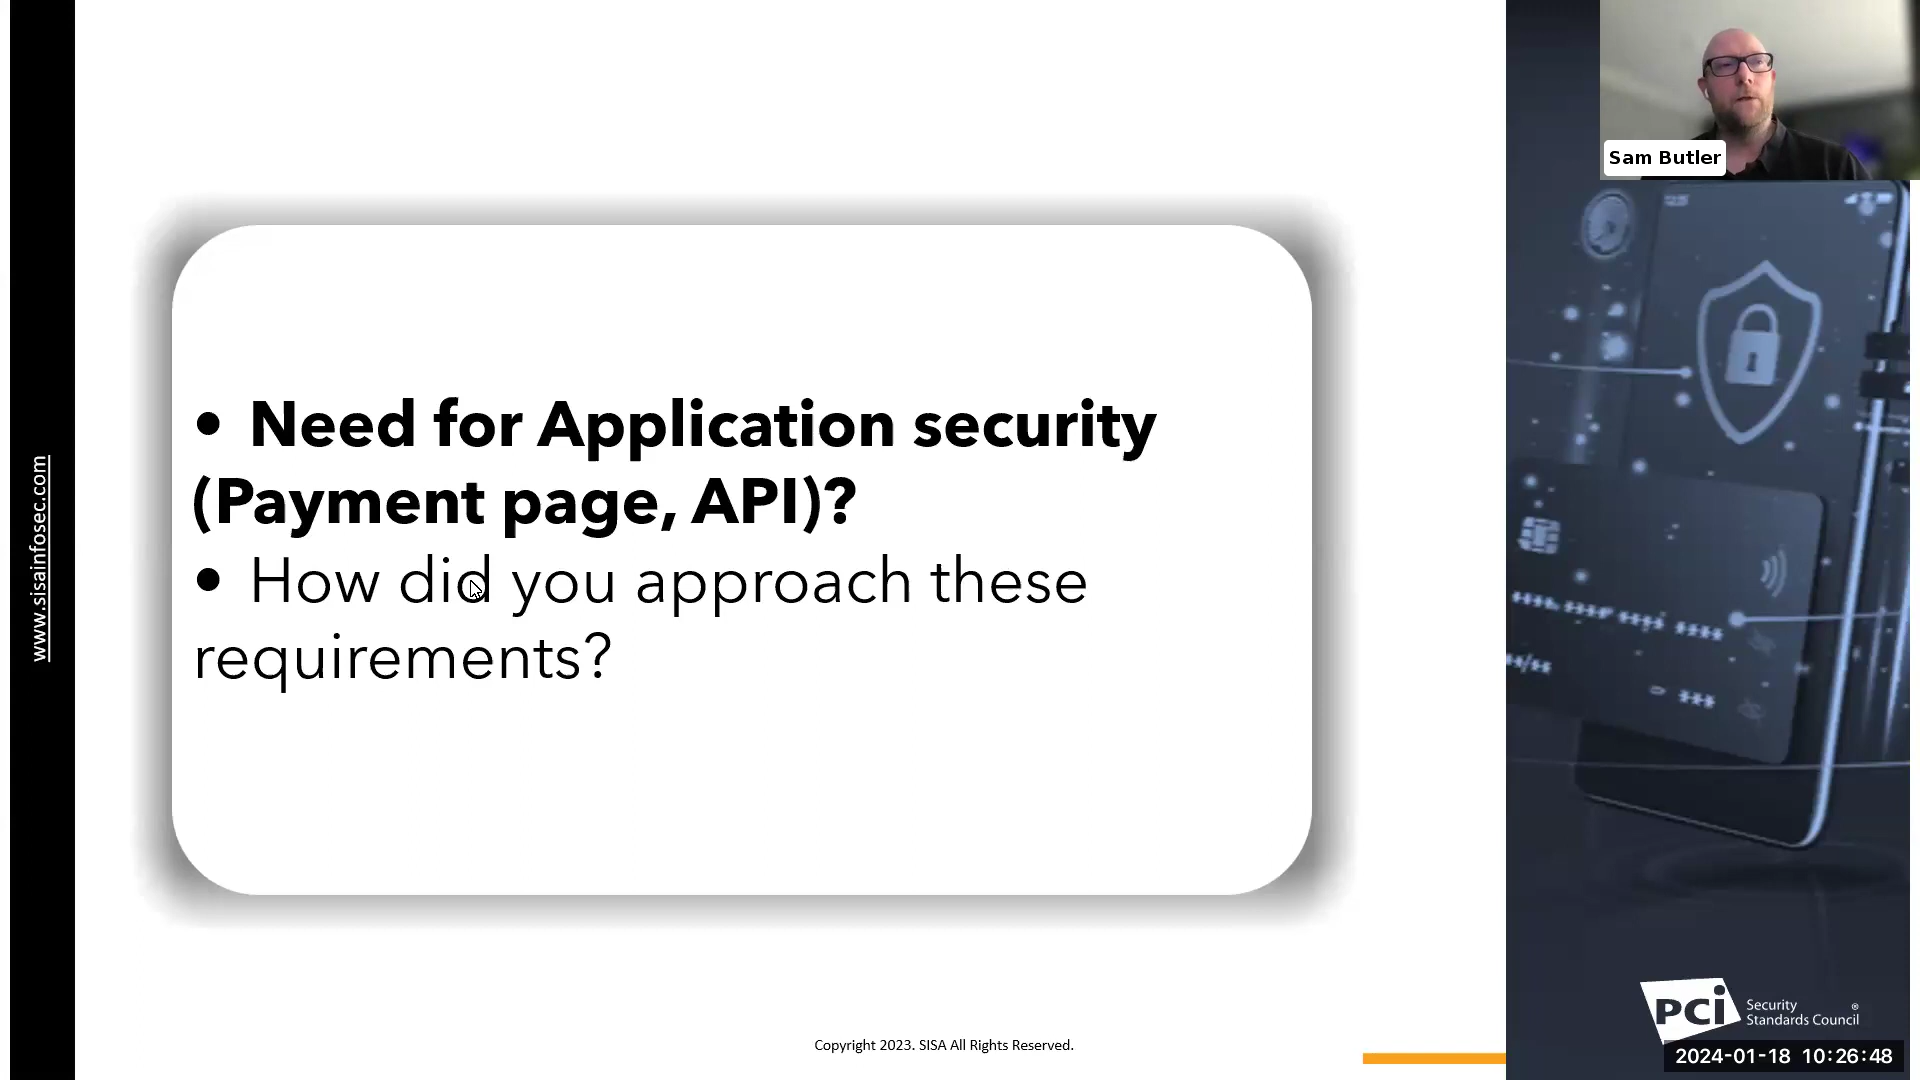 Sam Butler
www.sisainfosec.com
• Need for Application security
(Payment page, API)?
• How did you approach these
requirements?
**** **** **** ****
**/**
***
PCi Security
Standards Council ®
Copyright 2023. SISA All Rights Reserved.
2024-01-18 10:26:48